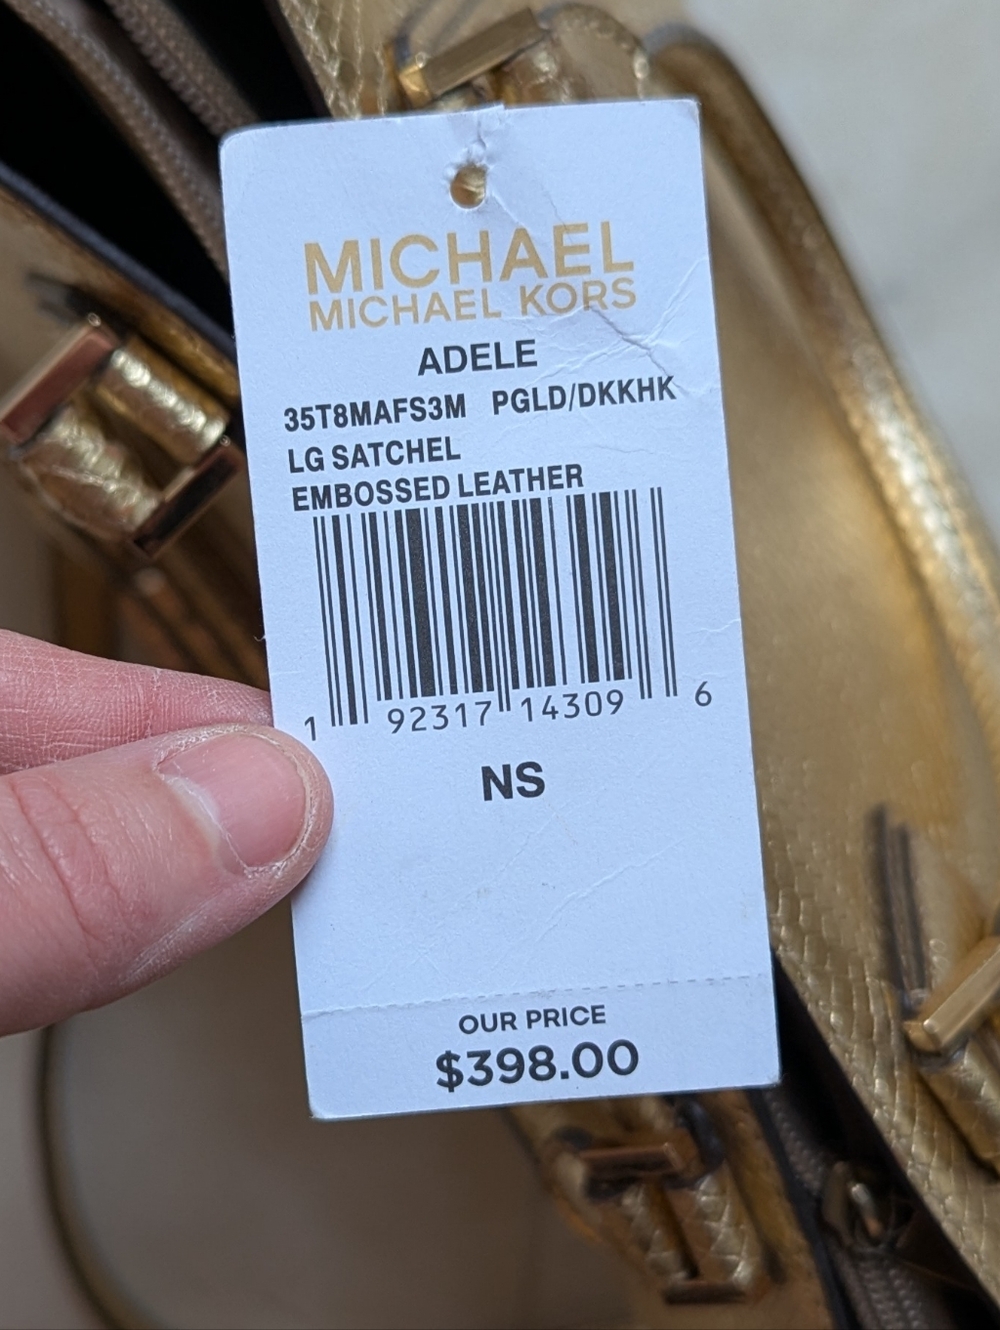 MICHAEL
MICHAEL KORS
ADELE
35T8MAFS3M PGLD/DKKHK
LG SATCHEL
EMBOSSED LEATHER
1 92317 14309 6
NS
OUR PRICE
$398.00